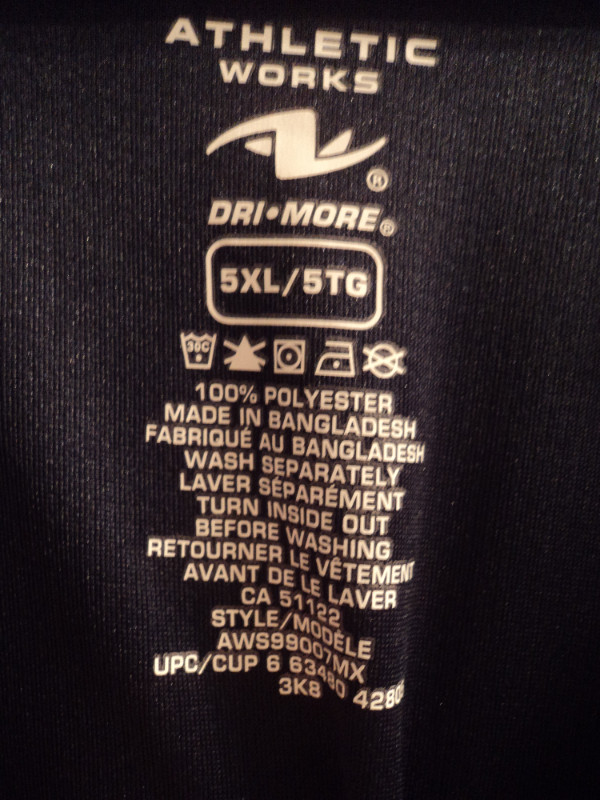 ATHLETIC
WORKS
®
DRI•MORE®
5XL/5TG
30C
100% POLYESTER
MADE IN BANGLADESH
FABRIQUÉ AU BANGLADESH
WASH SEPARATELY
LAVER SÉPARÉMENT
TURN INSIDE OUT
BEFORE WASHING
RETOURNER LE VÊTEMENT
AVANT DE LE LAVER
CA 51122
STYLE/MODÈLE
AWS99007MX
UPC/CUP 6 63480
3K8